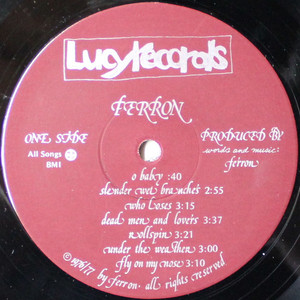 Lucy records
FERRON
ONE SIDE
All Songs
BMI
PRODUCED BY
words and music:
ferron
o baby :40
slender wet branches 2:55
who loses 3:15
dead men and lovers 3:37
rollspin 3:21
under the weather 3:00
fly on my nose 3:10
© 1976/77 by ferron. all rights reserved